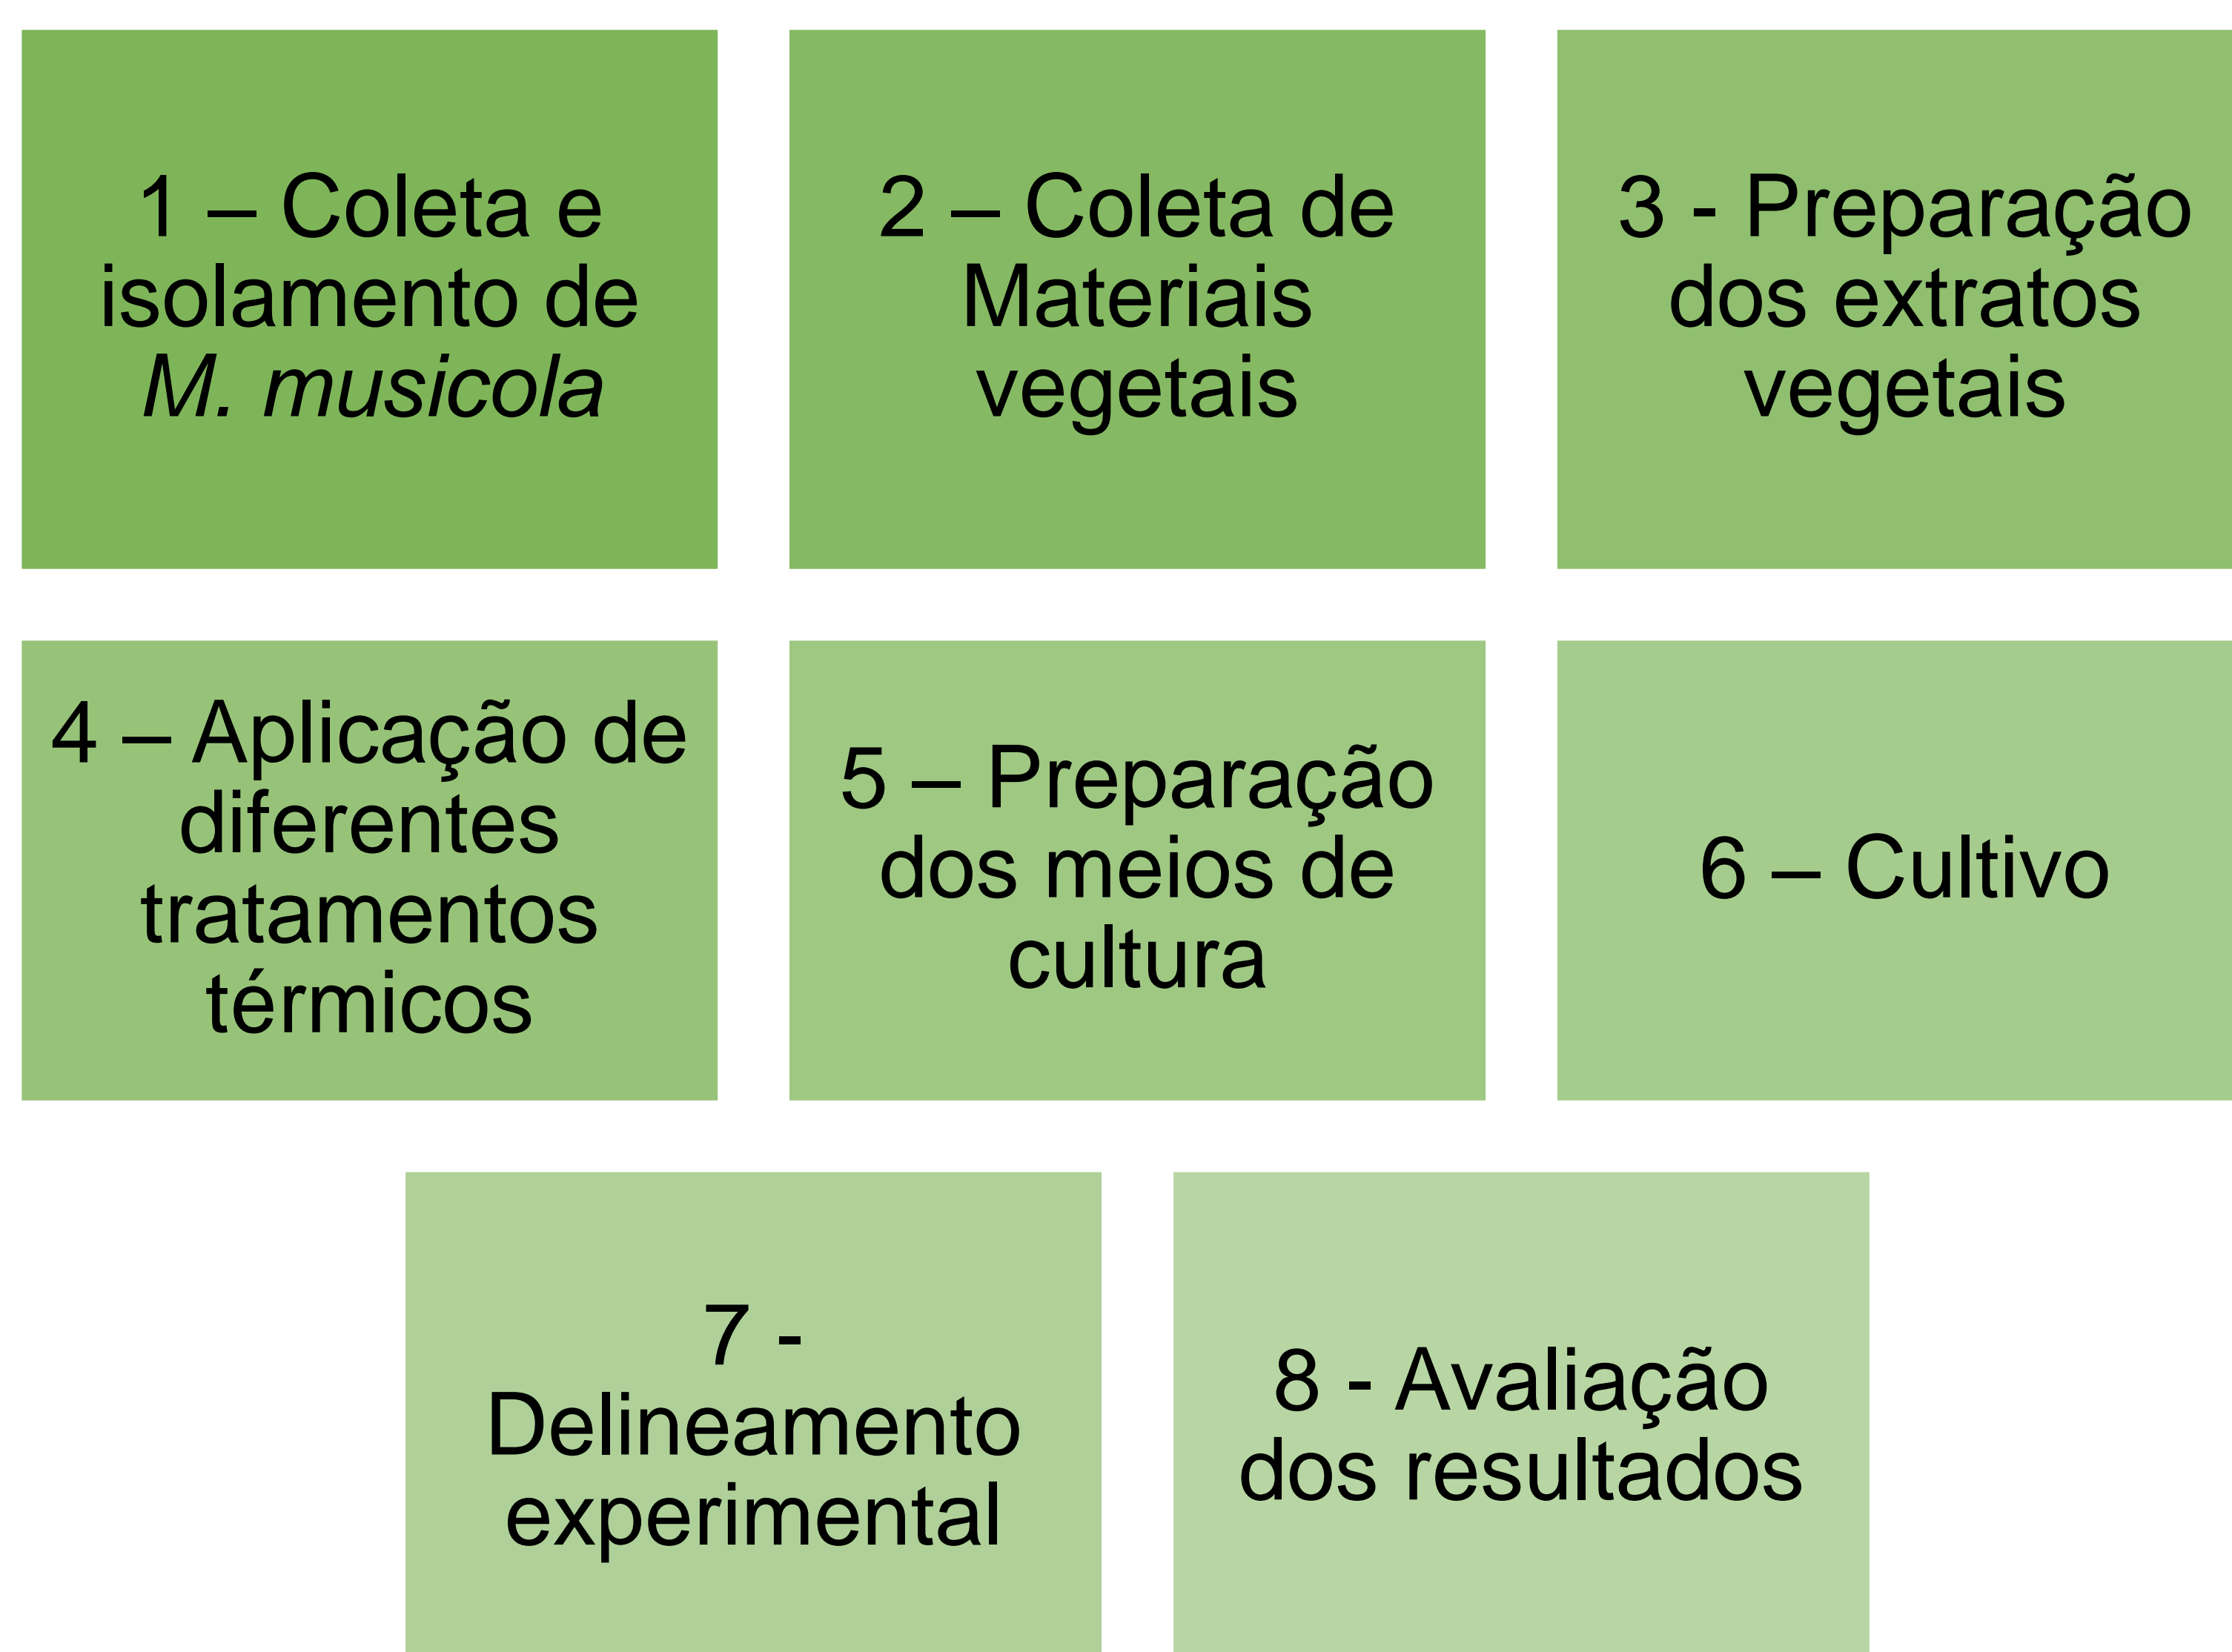 1 – Coleta e
isolamento de
M. musicola
2 – Coleta de
Materiais
vegetais
3 - Preparação
dos extratos
vegetais
4 – Aplicação de
diferentes
tratamentos
térmicos
5 – Preparação
dos meios de
cultura
6 – Cultivo
7 -
Delineamento
experimental
8 - Avaliação
dos resultados